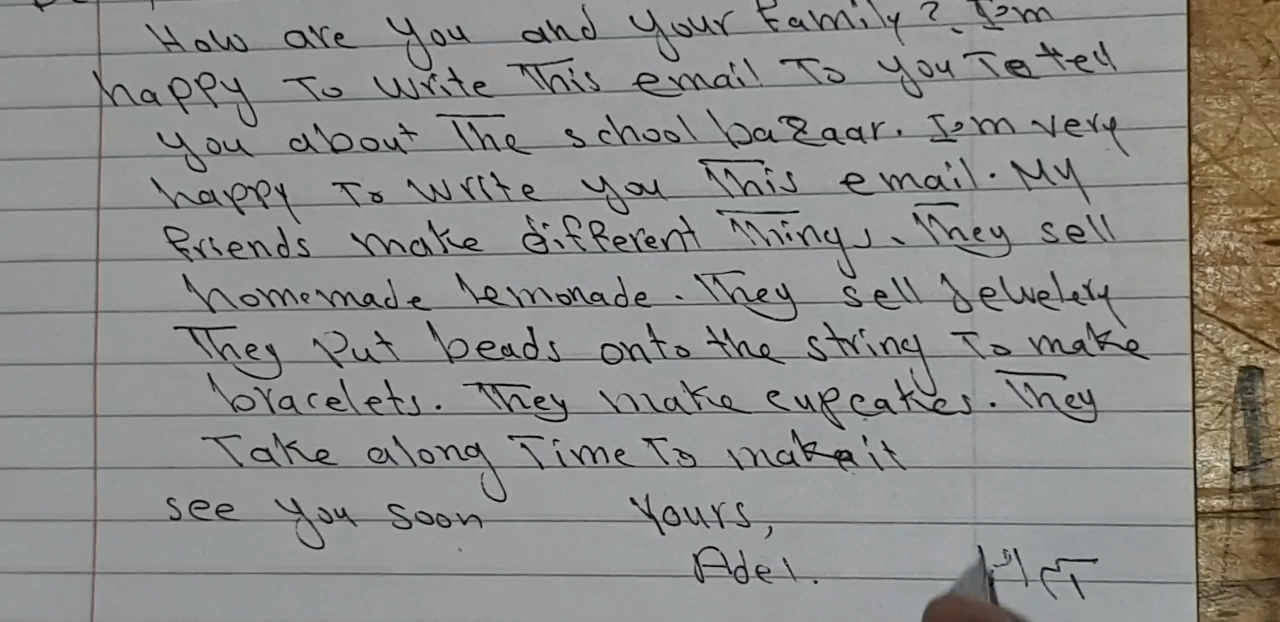 How are you and your family? I'm
happy To write This email To you To tell
you about The school bazaar. I'm very
happy To write you This email. My
friends make different Things. They sell
homemade lemonade. They sell Jewelery
They Put beads onto the string To make
bracelets. They make cupcakes. They
Take along Time To make it
see you soon Yours,
Adel.